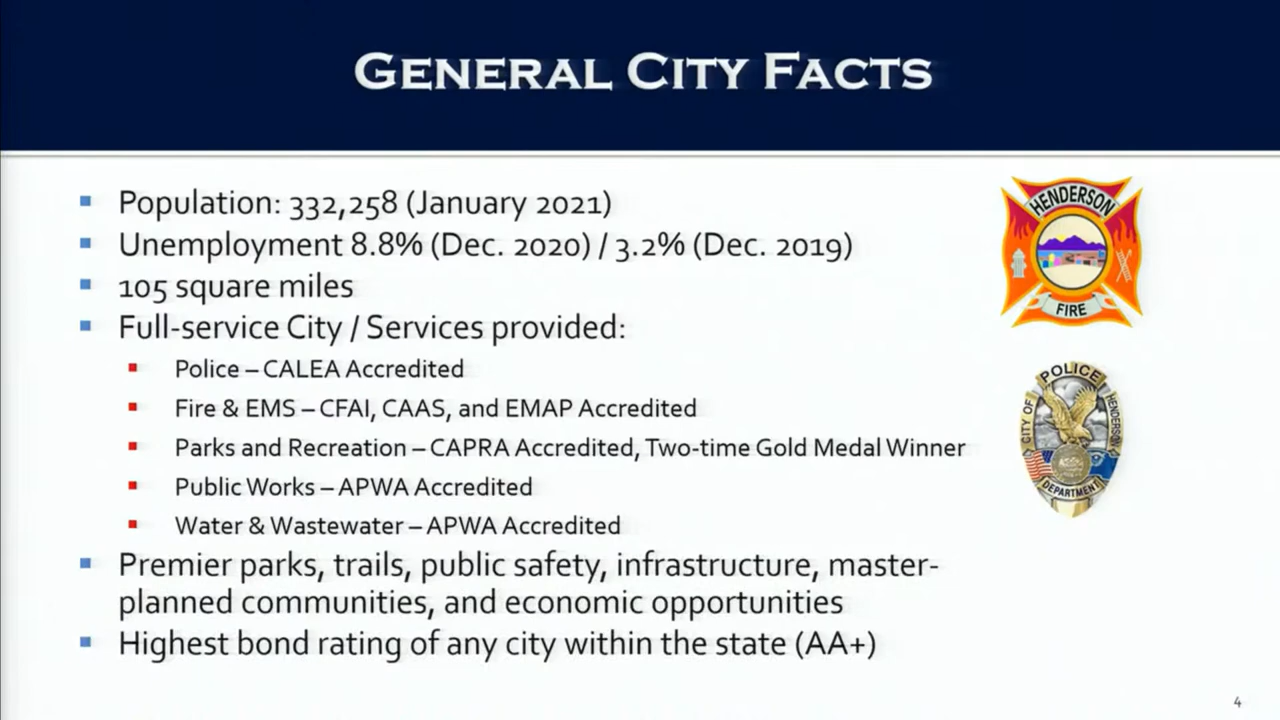 GENERAL CITY FACTS
Population: 332,258 (January 2021)
Unemployment 8.8% (Dec. 2020) / 3.2% (Dec. 2019)
105 square miles
Full-service City / Services provided:
Police – CALEA Accredited
Fire & EMS – CFAI, CAAS, and EMAP Accredited
Parks and Recreation – CAPRA Accredited, Two-time Gold Medal Winner
Public Works – APWA Accredited
Water & Wastewater – APWA Accredited
Premier parks, trails, public safety, infrastructure, master-
planned communities, and economic opportunities
Highest bond rating of any city within the state (AA+)
HENDERSON
FIRE
POLICE
CITY OF
HENDERSON
DEPARTMENT
4